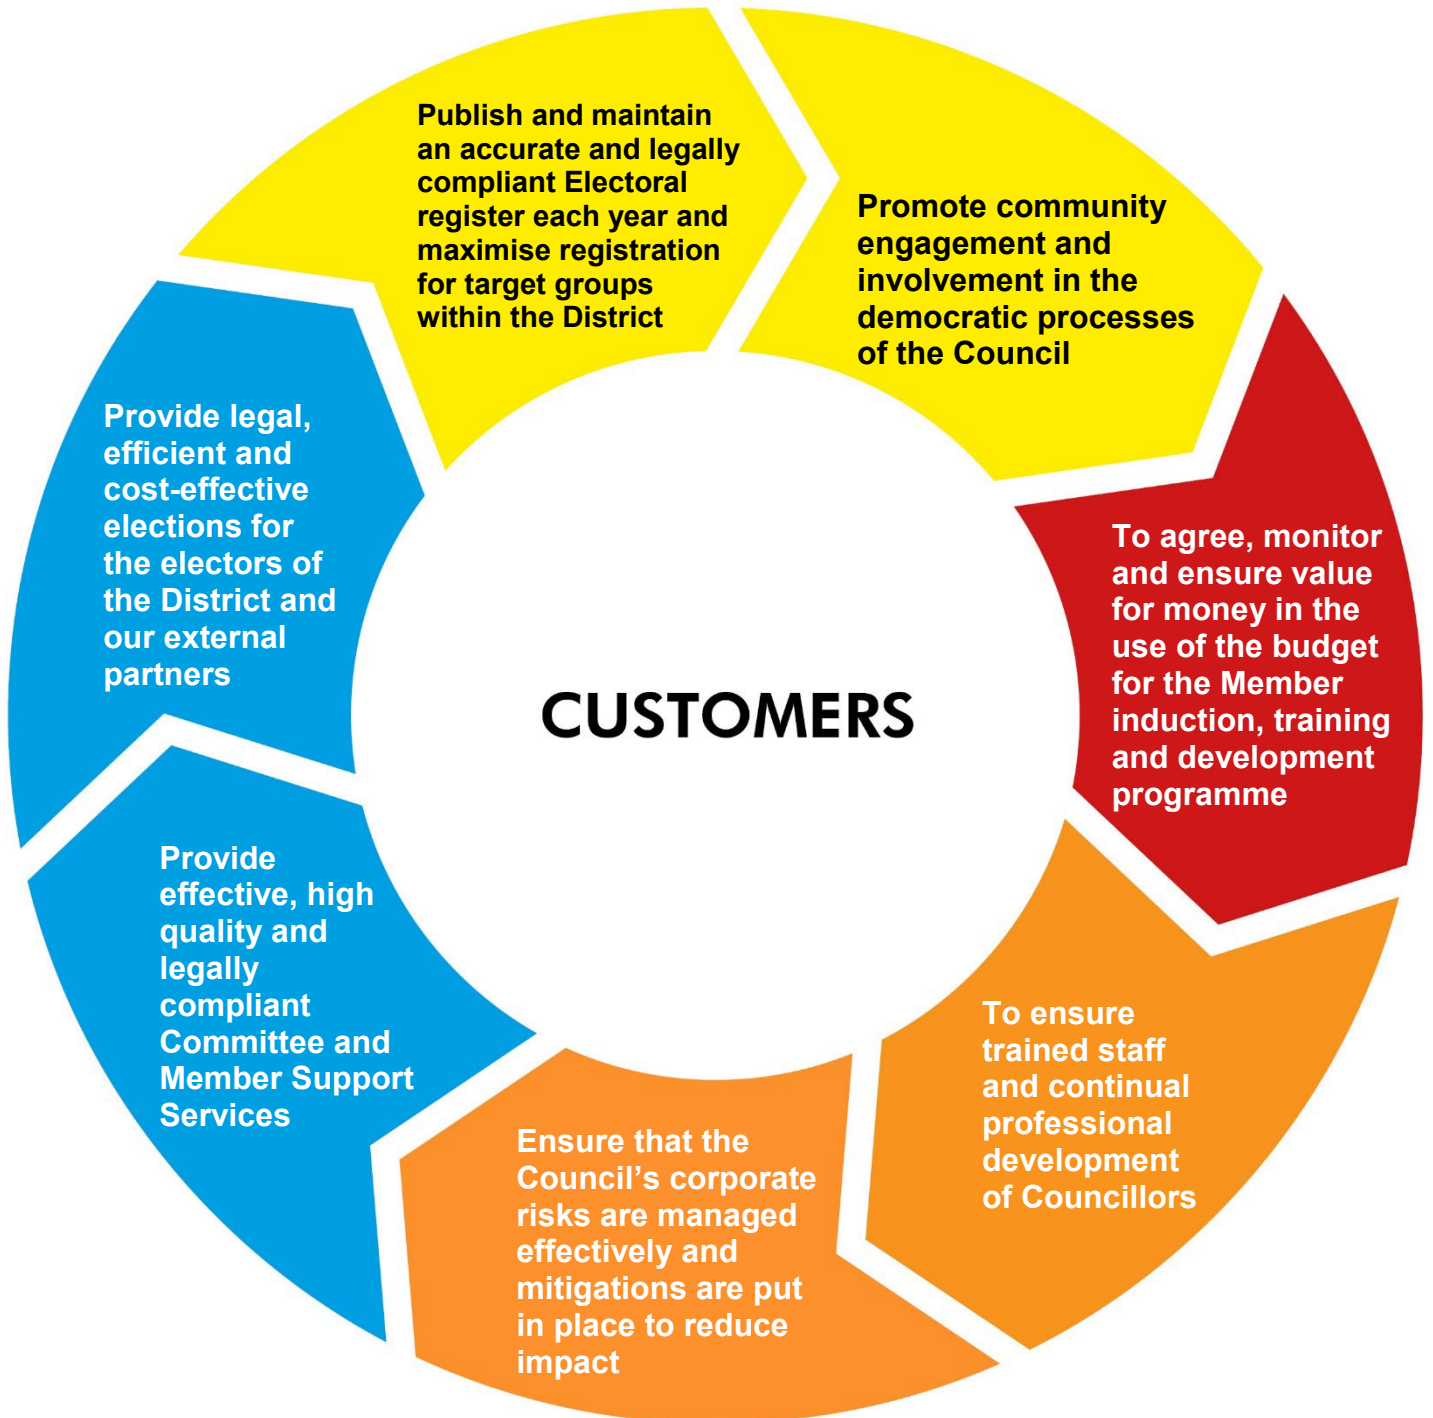 Publish and maintain
an accurate and legally
compliant Electoral
register each year and
maximise registration
for target groups
within the District
Promote community
engagement and
involvement in the
democratic processes
of the Council
To agree, monitor
and ensure value
for money in the
use of the budget
for the Member
induction, training
and development
programme
To ensure
trained staff
and continual
professional
development
of Councillors
Ensure that the
Council’s corporate
risks are managed
effectively and
mitigations are put
in place to reduce
impact
Provide
effective, high
quality and
legally
compliant
Committee and
Member Support
Services
Provide legal,
efficient and
cost-effective
elections for
the electors of
the District and
our external
partners
CUSTOMERS